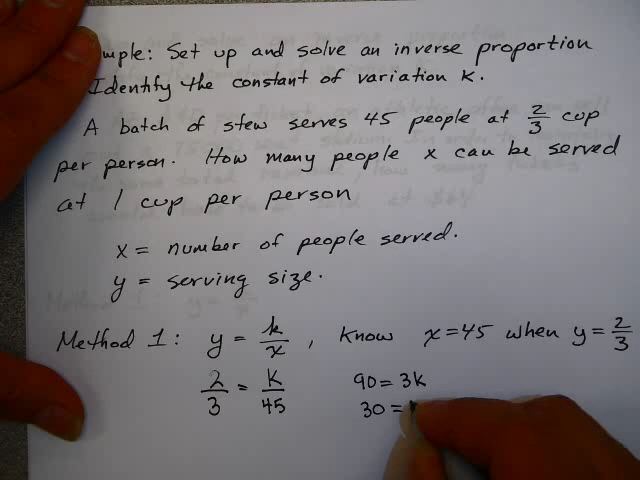 mple: Set up and solve an inverse proportion
Identify the constant of variation k.
A batch of stew serves 45 people at 2/3 cup
per person. How many people x can be served
at 1 cup per person
x = number of people served.
y = serving size.
Method 1: y = k/x , know x=45 when y = 2/3
2/3 = k/45 90 = 3k
30 =